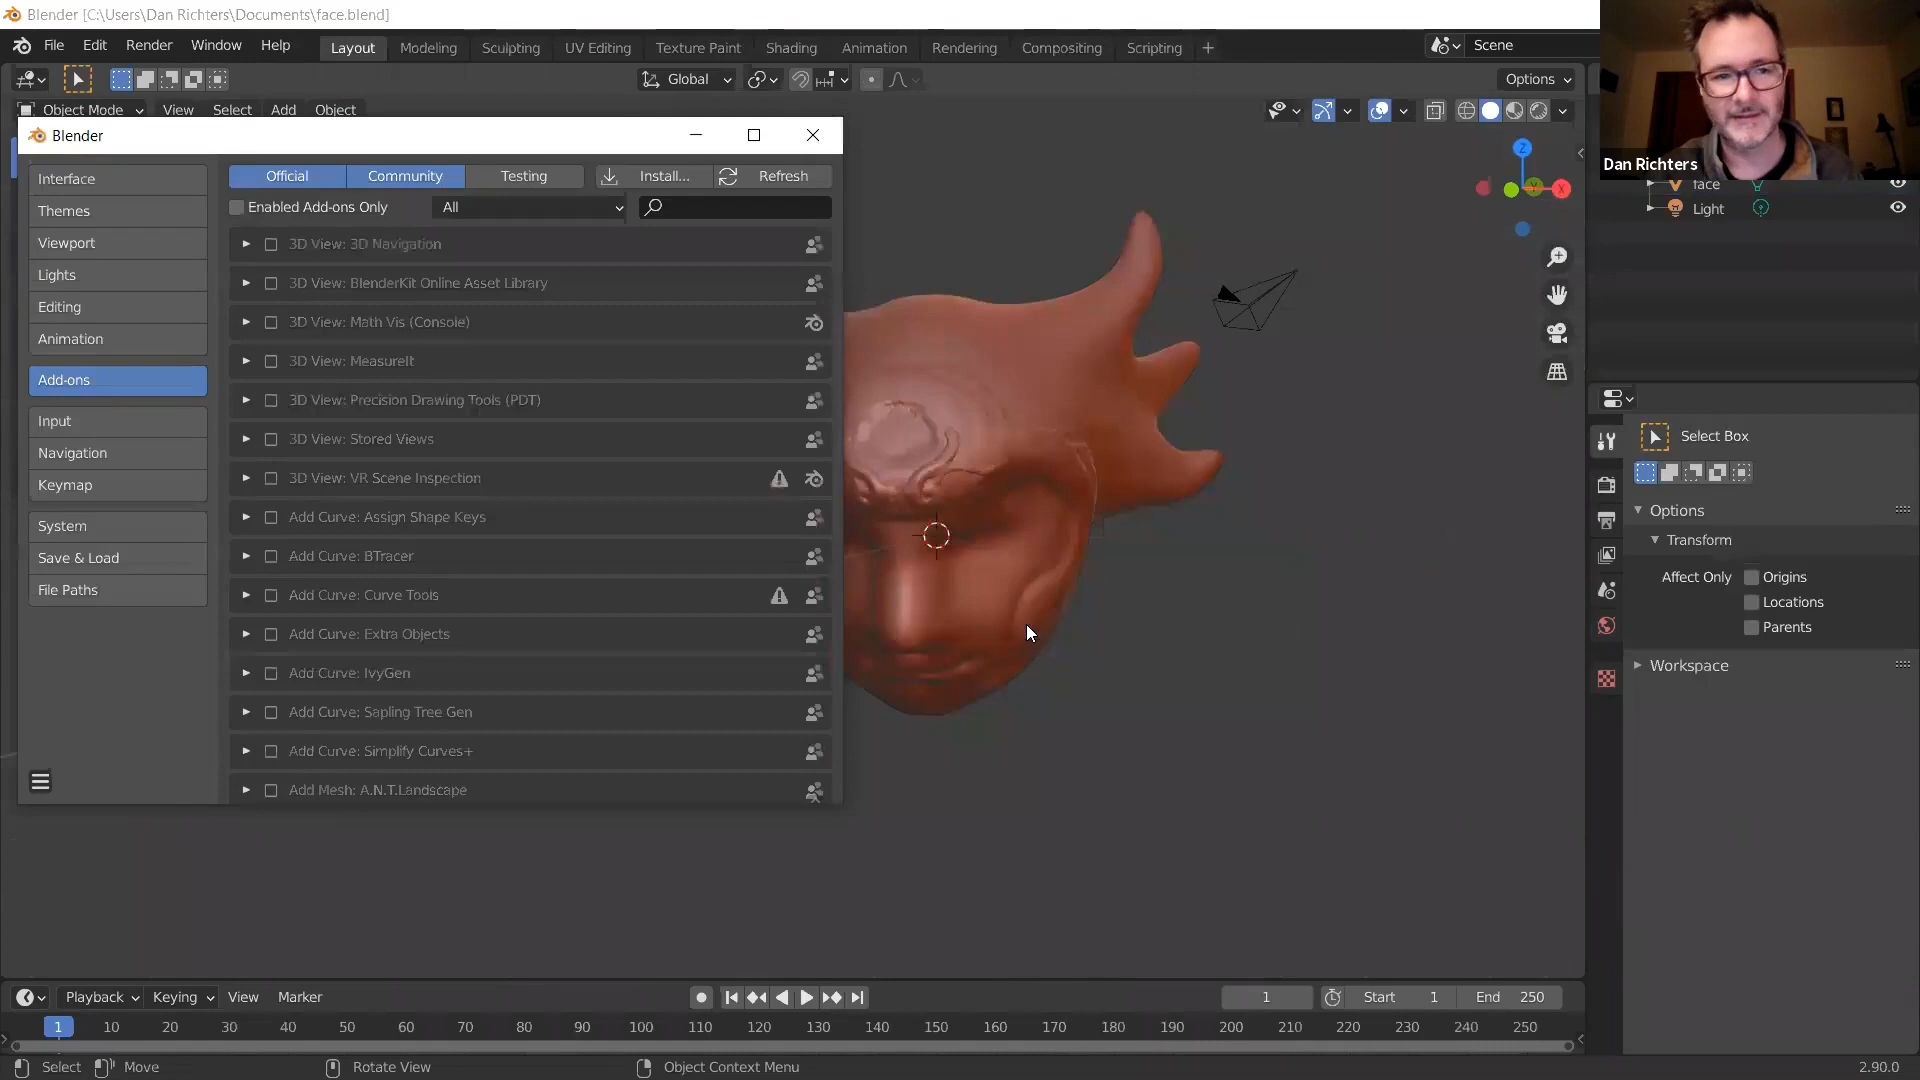 Blender [C:\Users\Dan Richters\Documents\face.blend]
File Edit Render Window Help Layout Modeling Sculpting UV Editing Texture Paint Shading Animation Rendering Compositing Scripting + Scene
Global Options
Object Mode View Select Add Object
Blender
Interface
Themes
Viewport
Lights
Editing
Animation
Add-ons
Input
Navigation
Keymap
System
Save & Load
File Paths
Official Community Testing Install... Refresh
Enabled Add-ons Only All
3D View: 3D Navigation
3D View: BlenderKit Online Asset Library
3D View: Math Vis (Console)
3D View: MeasureIt
3D View: Precision Drawing Tools (PDT)
3D View: Stored Views
3D View: VR Scene Inspection
Add Curve: Assign Shape Keys
Add Curve: BTracer
Add Curve: Curve Tools
Add Curve: Extra Objects
Add Curve: IvyGen
Add Curve: Sapling Tree Gen
Add Curve: Simplify Curves+
Add Mesh: A.N.T.Landscape
Z
Y
X
Dan Richters
face
Light
Select Box
Options
Transform
Affect Only Origins
Locations
Parents
Workspace
Playback Keying View Marker 1 Start 1 End 250
1 10 20 30 40 50 60 70 80 90 100 110 120 130 140 150 160 170 180 190 200 210 220 230 240 250
Select Move Rotate View Object Context Menu 2.90.0